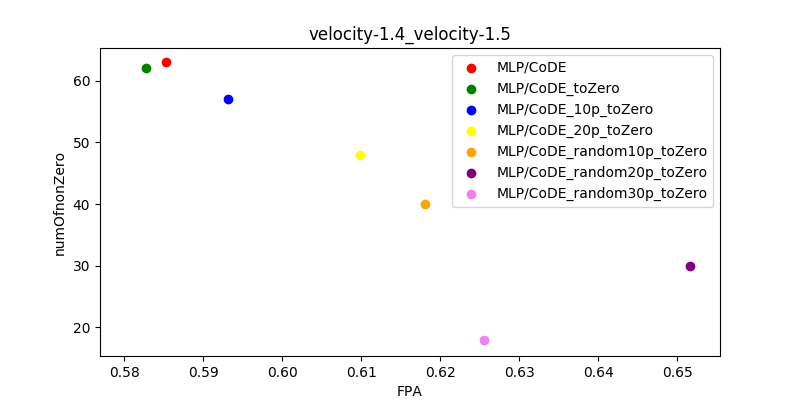 velocity-1.4_velocity-1.5
MLP/CoDE
MLP/CoDE_toZero
MLP/CoDE_10p_toZero
MLP/CoDE_20p_toZero
MLP/CoDE_random10p_toZero
MLP/CoDE_random20p_toZero
MLP/CoDE_random30p_toZero
numOfnonZero
60
50
40
30
20
0.58 0.59 0.60 0.61 0.62 0.63 0.64 0.65
FPA